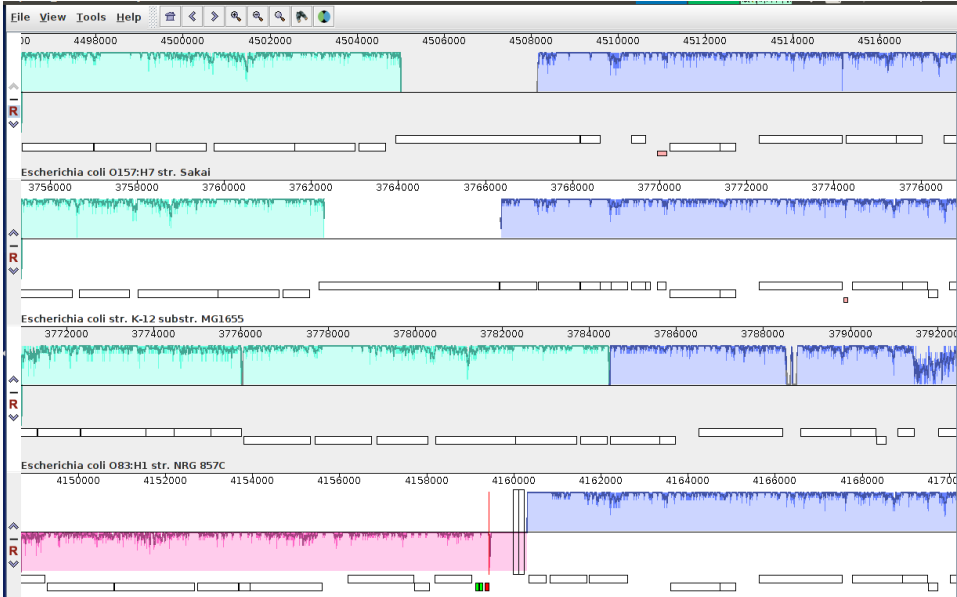 File View Tools Help
00 4498000 4500000 4502000 4504000 4506000 4508000 4510000 4512000 4514000 4516000
R
Escherichia coli O157:H7 str. Sakai
3756000 3758000 3760000 3762000 3764000 3766000 3768000 3770000 3772000 3774000 3776000
R
Escherichia coli str. K-12 substr. MG1655
3772000 3774000 3776000 3778000 3780000 3782000 3784000 3786000 3788000 3790000 3792000
R
Escherichia coli O83:H1 str. NRG 857C
4150000 4152000 4154000 4156000 4158000 4160000 4162000 4164000 4166000 4168000 41700
R